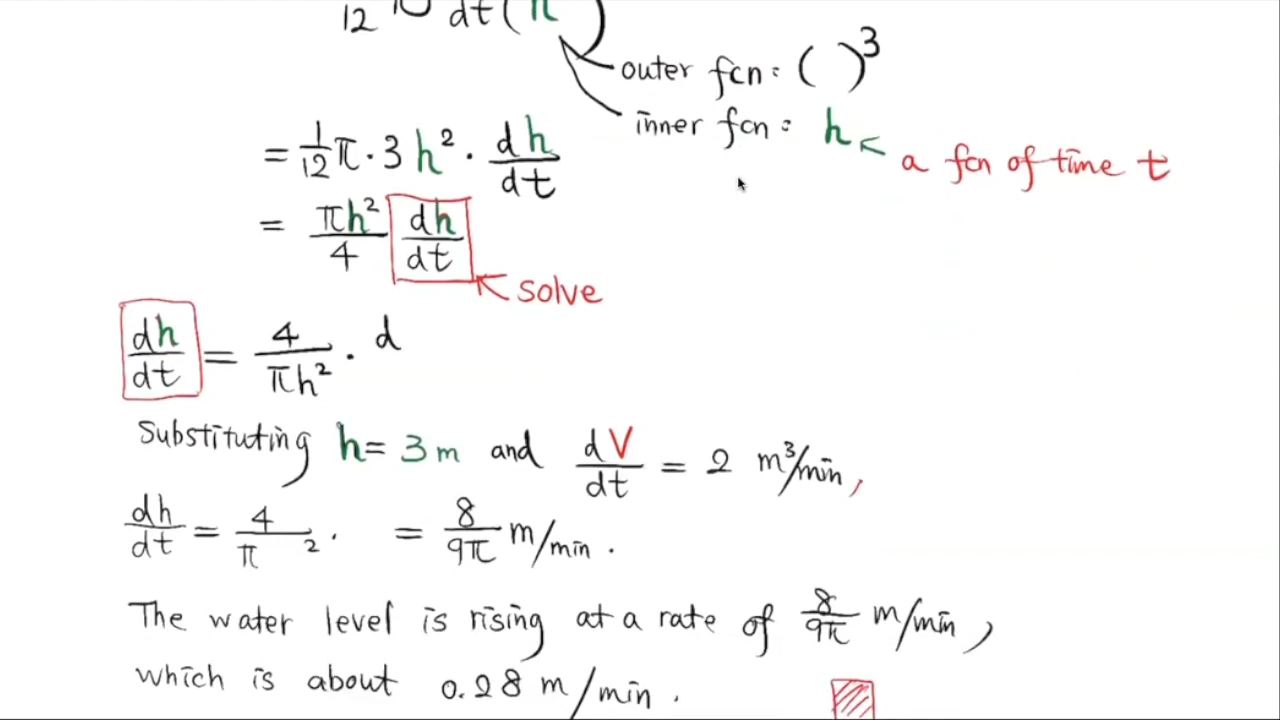 1/12 π d/dt (h )
outer fcn: ( )³
inner fcn: h ← a fcn of time t
= 1/12 π · 3 h² · dh/dt
= πh²/4 dh/dt
← solve
dh/dt = 4/πh² · d
Substituting h = 3 m and dV/dt = 2 m³/min,
dh/dt = 4/π ² · = 8/9π m/min .
The water level is rising at a rate of 8/9π m/min ,
which is about 0.28 m/min .